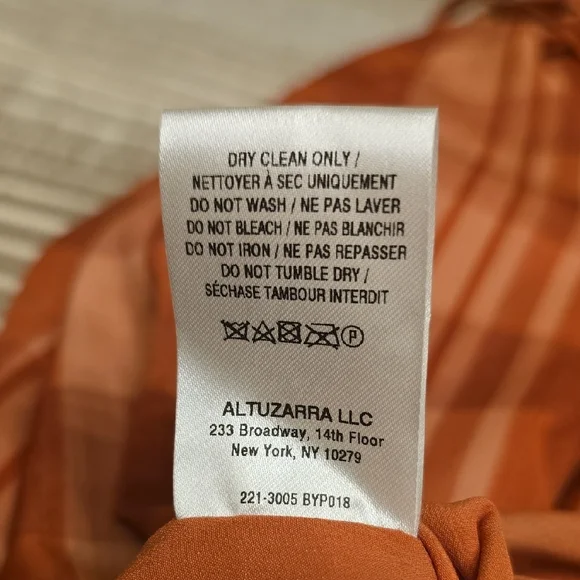 DRY CLEAN ONLY /
NETTOYER À SEC UNIQUEMENT
DO NOT WASH / NE PAS LAVER
DO NOT BLEACH / NE PAS BLANCHIR
DO NOT IRON / NE PAS REPASSER
DO NOT TUMBLE DRY /
SÉCHASE TAMBOUR INTERDIT
P
ALTUZARRA LLC
233 Broadway, 14th Floor
New York, NY 10279
221-3005 BYP018